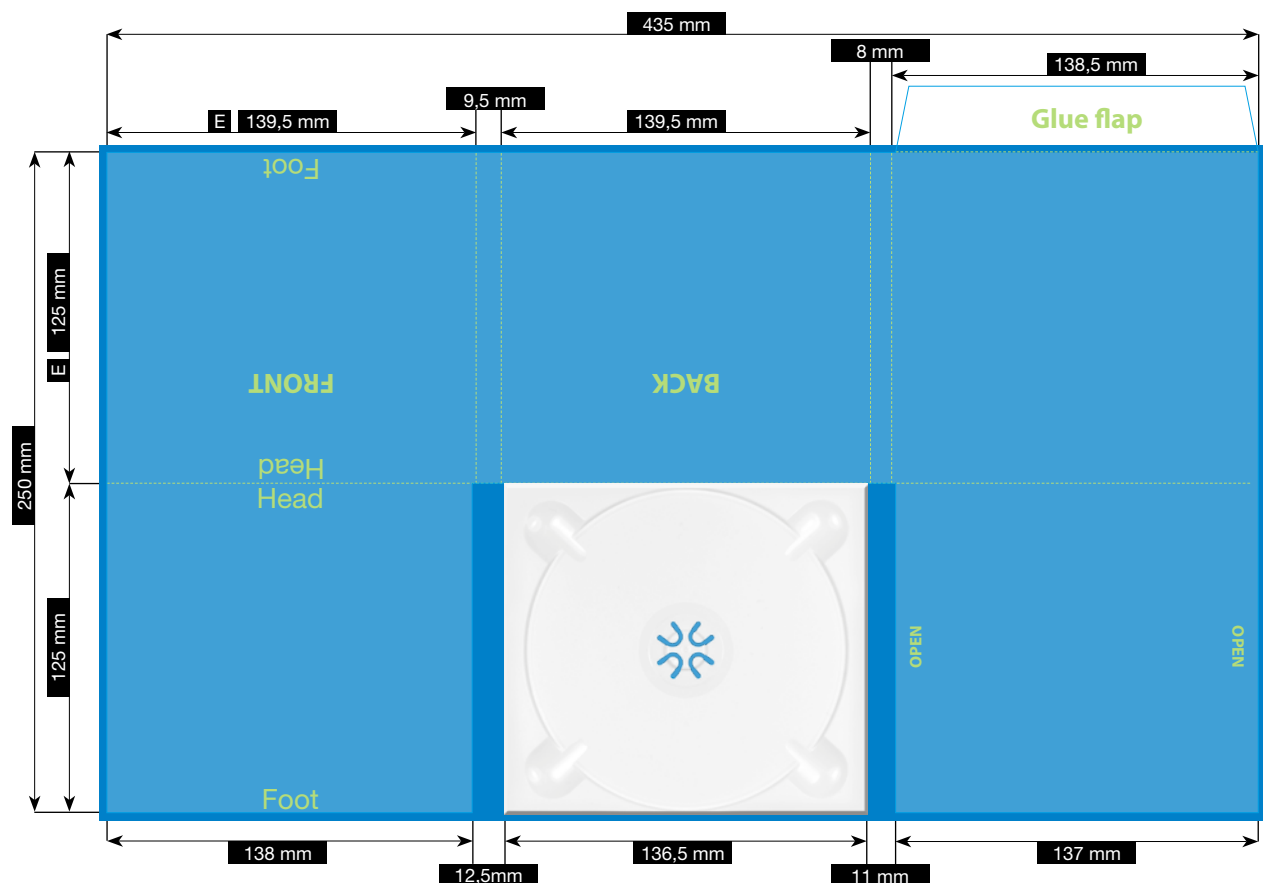 435 mm
8 mm
138,5 mm
9,5 mm
E 139,5 mm
139,5 mm
Glue flap
Foot
125 mm
E
FRONT
BACK
Head
Head
250 mm
125 mm
OPEN
OPEN
Foot
138 mm
136,5 mm
137 mm
12,5mm
11 mm